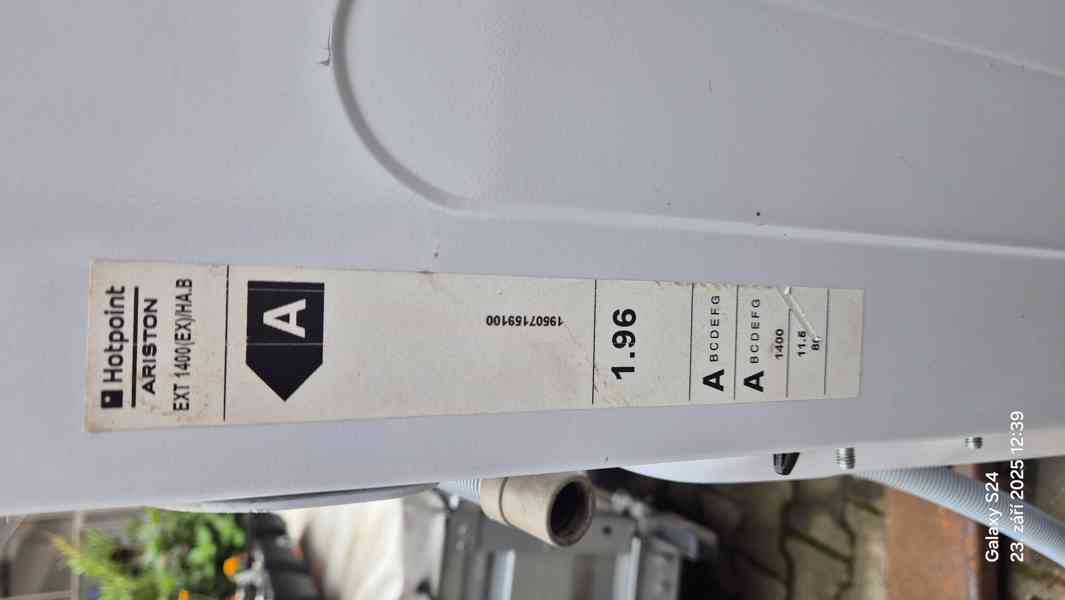 Hotpoint
ARISTON
EXT 1400(EX)/HA.B
A
19507159100
1.96
A BCDEFG
A BCDEFG
1400
11.6
Galaxy S24
23. září 2025 12:39